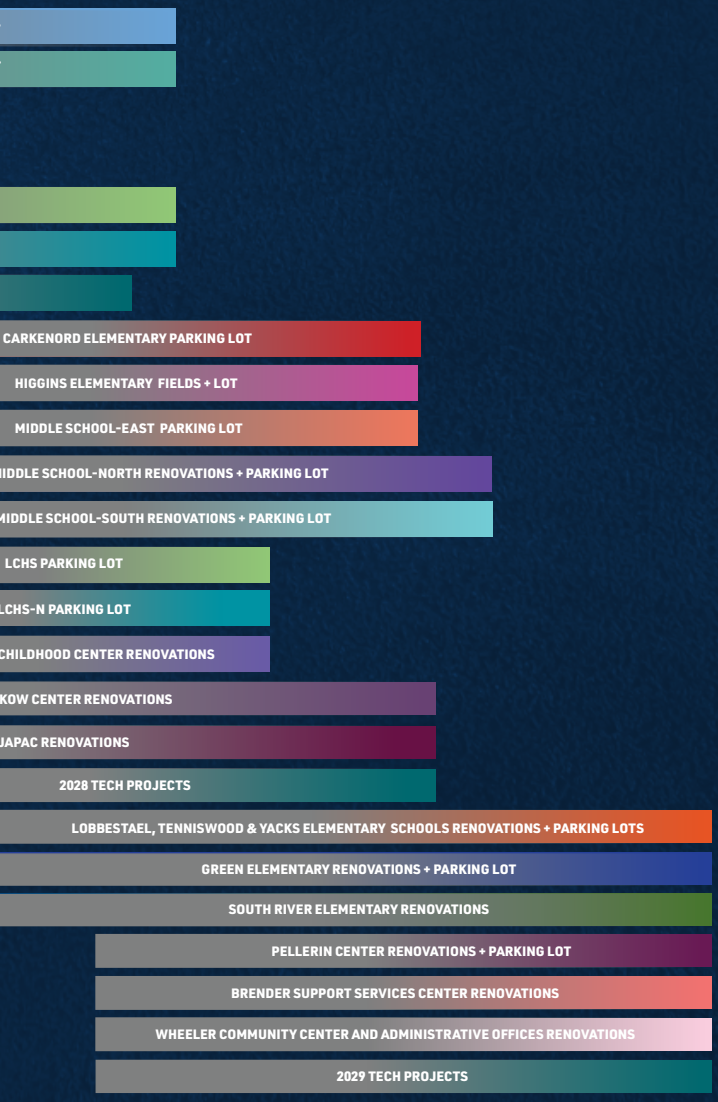 CARKENORD ELEMENTARY PARKING LOT
HIGGINS ELEMENTARY FIELDS + LOT
MIDDLE SCHOOL-EAST PARKING LOT
IDDLE SCHOOL-NORTH RENOVATIONS + PARKING LOT
MIDDLE SCHOOL-SOUTH RENOVATIONS + PARKING LOT
LCHS PARKING LOT
LCHS-N PARKING LOT
CHILDHOOD CENTER RENOVATIONS
KOW CENTER RENOVATIONS
JAPAC RENOVATIONS
2028 TECH PROJECTS
LOBBESTAEL, TENNISWOOD & YACKS ELEMENTARY SCHOOLS RENOVATIONS + PARKING LOTS
GREEN ELEMENTARY RENOVATIONS + PARKING LOT
SOUTH RIVER ELEMENTARY RENOVATIONS
PELLERIN CENTER RENOVATIONS + PARKING LOT
BRENDER SUPPORT SERVICES CENTER RENOVATIONS
WHEELER COMMUNITY CENTER AND ADMINISTRATIVE OFFICES RENOVATIONS
2029 TECH PROJECTS